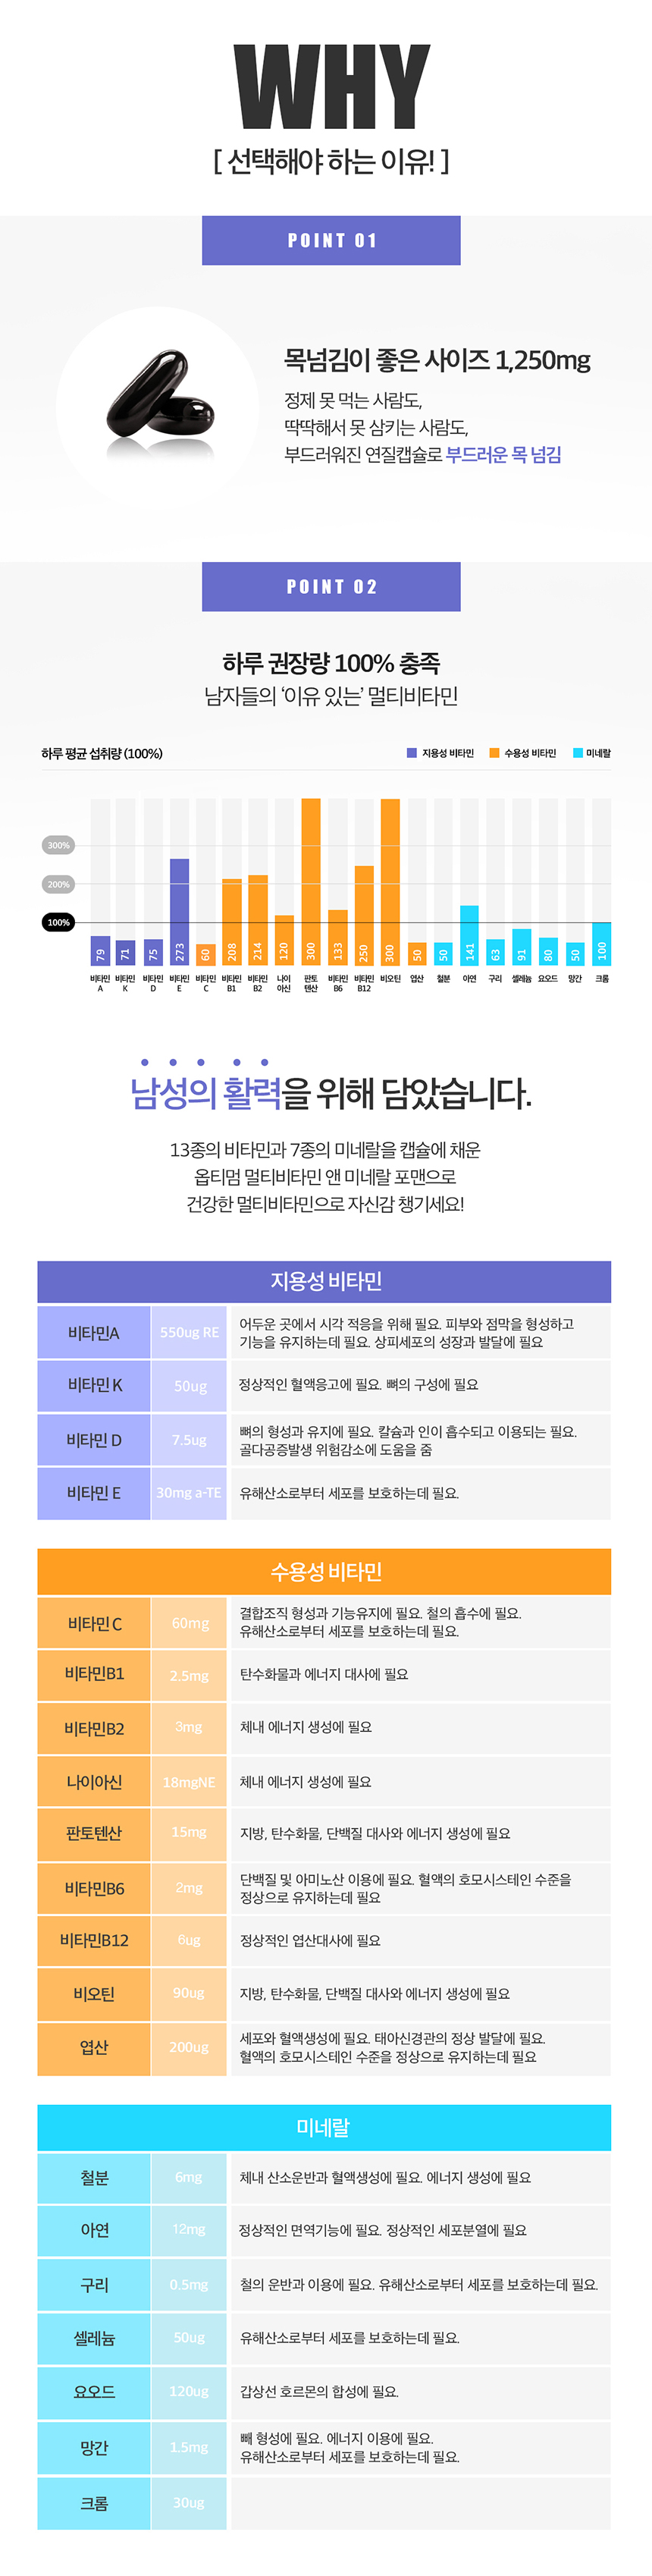 WHY
[ 선택해야 하는 이유! ]
POINT 01
목넘김이 좋은 사이즈 1,250mg
정제 못 먹는 사람도,
딱딱해서 못 삼키는 사람도,
부드러워진 연질캡슐로 부드러운 목 넘김
POINT 02
하루 권장량 100% 충족
남자들의 ‘이유 있는’ 멀티비타민
하루 평균 섭취량 (100%)
지용성 비타민 수용성 비타민 미네랄
300%
200%
100%
79 71 75 273 60 208 214 120 300 133 250 300 50 50 141 63 91 80 50 100
비타민 비타민 비타민 비타민 비타민 비타민 비타민 나이 판토 비타민 비타민 비오틴 엽산 철분 아연 구리 셀레늄 요오드 망간 크롬
A K D E C B1 B2 아신 텐산 B6 B12
남성의 활력을 위해 담았습니다.
13종의 비타민과 7종의 미네랄을 캡슐에 채운
옵티멈 멀티비타민 앤 미네랄 포맨으로
건강한 멀티비타민으로 자신감 챙기세요!
지용성 비타민
비타민A 550ug RE 어두운 곳에서 시각 적응을 위해 필요. 피부와 점막을 형성하고
기능을 유지하는데 필요. 상피세포의 성장과 발달에 필요
비타민 K 50ug 정상적인 혈액응고에 필요. 뼈의 구성에 필요
비타민 D 7.5ug 뼈의 형성과 유지에 필요. 칼슘과 인이 흡수되고 이용되는 필요.
골다공증발생 위험감소에 도움을 줌
비타민 E 30mg a-TE 유해산소로부터 세포를 보호하는데 필요.
수용성 비타민
비타민 C 60mg 결합조직 형성과 기능유지에 필요. 철의 흡수에 필요.
유해산소로부터 세포를 보호하는데 필요.
비타민B1 2.5mg 탄수화물과 에너지 대사에 필요
비타민B2 3mg 체내 에너지 생성에 필요
나이아신 18mgNE 체내 에너지 생성에 필요
판토텐산 15mg 지방, 탄수화물, 단백질 대사와 에너지 생성에 필요
비타민B6 2mg 단백질 및 아미노산 이용에 필요. 혈액의 호모시스테인 수준을
정상으로 유지하는데 필요
비타민B12 6ug 정상적인 엽산대사에 필요
비오틴 90ug 지방, 탄수화물, 단백질 대사와 에너지 생성에 필요
엽산 200ug 세포와 혈액생성에 필요. 태아신경관의 정상 발달에 필요.
혈액의 호모시스테인 수준을 정상으로 유지하는데 필요
미네랄
철분 6mg 체내 산소운반과 혈액생성에 필요. 에너지 생성에 필요
아연 12mg 정상적인 면역기능에 필요. 정상적인 세포분열에 필요
구리 0.5mg 철의 운반과 이용에 필요. 유해산소로부터 세포를 보호하는데 필요.
셀레늄 50ug 유해산소로부터 세포를 보호하는데 필요.
요오드 120ug 갑상선 호르몬의 합성에 필요.
망간 1.5mg 빼 형성에 필요. 에너지 이용에 필요.
유해산소로부터 세포를 보호하는데 필요.
크롬 30ug